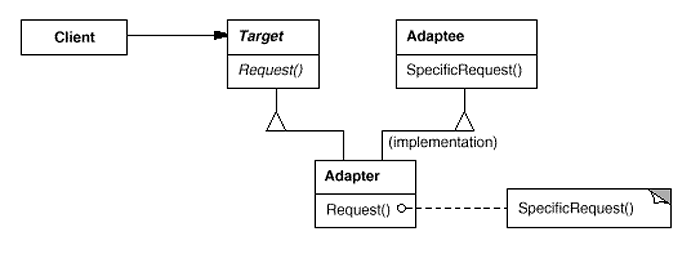 Client
Target
Request()
Adaptee
SpecificRequest()
(implementation)
Adapter
Request()
SpecificRequest()